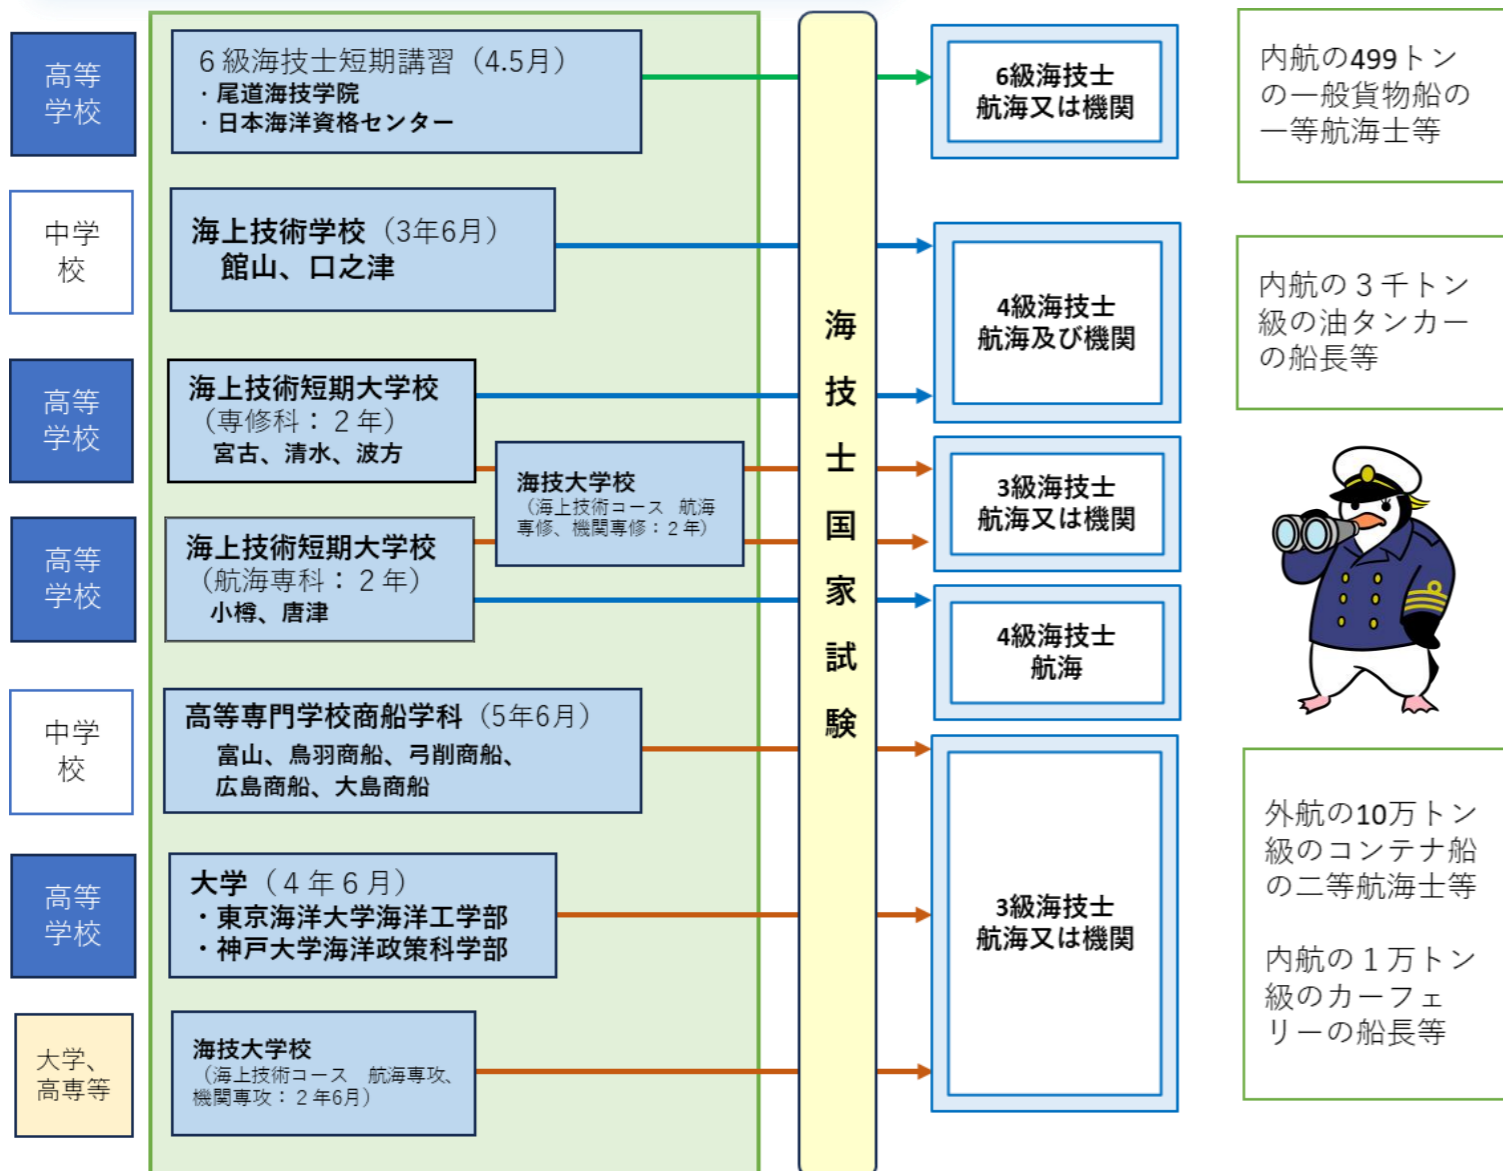 高等
学校
6級海技士短期講習（4.5月）
・尾道海技学院
・日本海洋資格センター
6級海技士
航海又は機関
内航の499トン
の一般貨物船の
一等航海士等
中学
校
海上技術学校（3年6月）
館山、口之津
4級海技士
航海及び機関
内航の３千トン
級の油タンカー
の船長等
高等
学校
海上技術短期大学校
（専修科：２年）
宮古、清水、波方
海技大学校
（海上技術コース 航海
専修、機関専修：２年）
3級海技士
航海又は機関
高等
学校
海上技術短期大学校
（航海専科：２年）
小樽、唐津
4級海技士
航海
海技士国家試験
中学
校
高等専門学校商船学科（5年6月）
富山、鳥羽商船、弓削商船、
広島商船、大島商船
高等
学校
大学（４年６月）
・東京海洋大学海洋工学部
・神戸大学海洋政策科学部
3級海技士
航海又は機関
外航の10万トン
級のコンテナ船
の二等航海士等
内航の１万トン
級のカーフェ
リーの船長等
大学、
高専等
海技大学校
（海上技術コース　航海専攻、
機関専攻：２年6月）